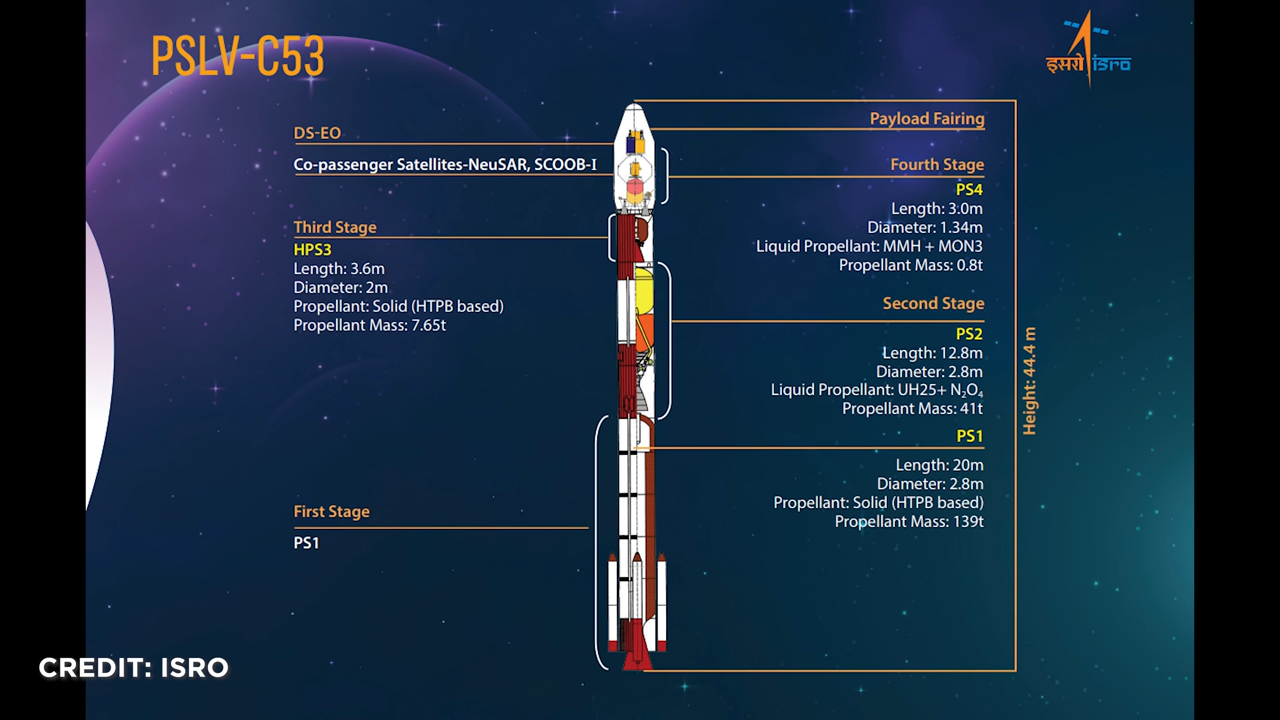 PSLV-C53
इसरो isro
DS-EO
Co-passenger Satellites-NeuSAR, SCOOB-I
Third Stage
HPS3
Length: 3.6m
Diameter: 2m
Propellant: Solid (HTPB based)
Propellant Mass: 7.65t
First Stage
PS1
Payload Fairing
Fourth Stage
PS4
Length: 3.0m
Diameter: 1.34m
Liquid Propellant: MMH + MON3
Propellant Mass: 0.8t
Second Stage
PS2
Length: 12.8m
Diameter: 2.8m
Liquid Propellant: UH25+ N₂O₄
Propellant Mass: 41t
PS1
Length: 20m
Diameter: 2.8m
Propellant: Solid (HTPB based)
Propellant Mass: 139t
Height: 44.4 m
CREDIT: ISRO